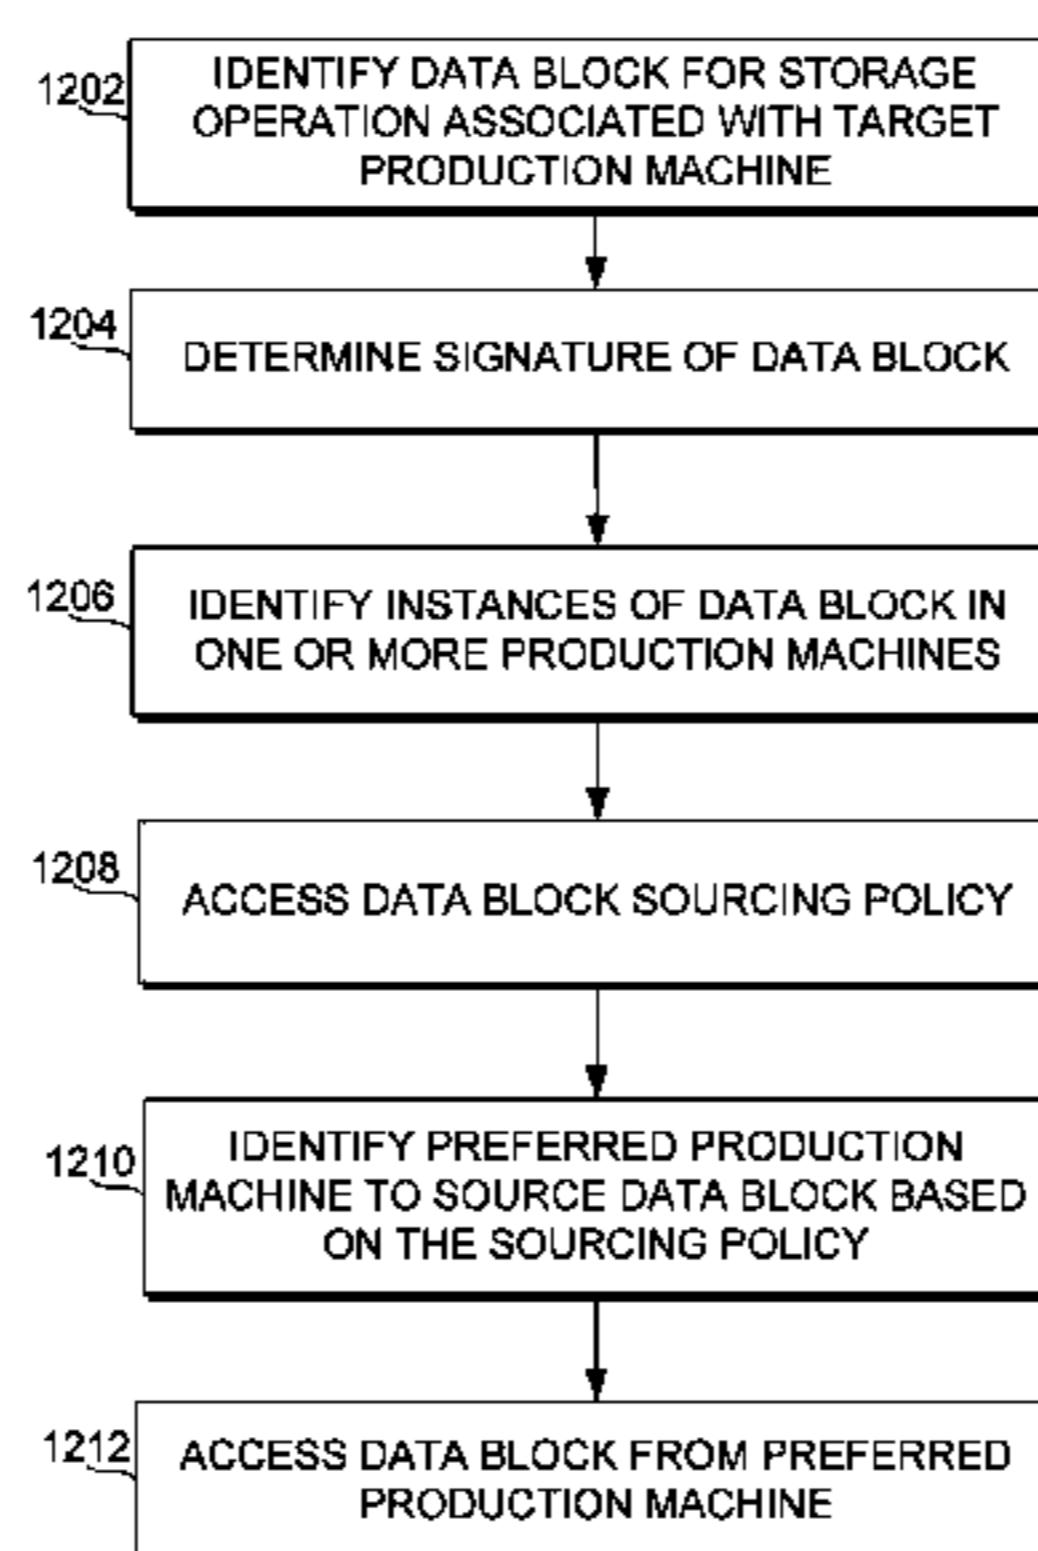 1202
IDENTIFY DATA BLOCK FOR STORAGE
OPERATION ASSOCIATED WITH TARGET
PRODUCTION MACHINE
1204
DETERMINE SIGNATURE OF DATA BLOCK
1206
IDENTIFY INSTANCES OF DATA BLOCK IN
ONE OR MORE PRODUCTION MACHINES
1208
ACCESS DATA BLOCK SOURCING POLICY
1210
IDENTIFY PREFERRED PRODUCTION
MACHINE TO SOURCE DATA BLOCK BASED
ON THE SOURCING POLICY
1212
ACCESS DATA BLOCK FROM PREFERRED
PRODUCTION MACHINE